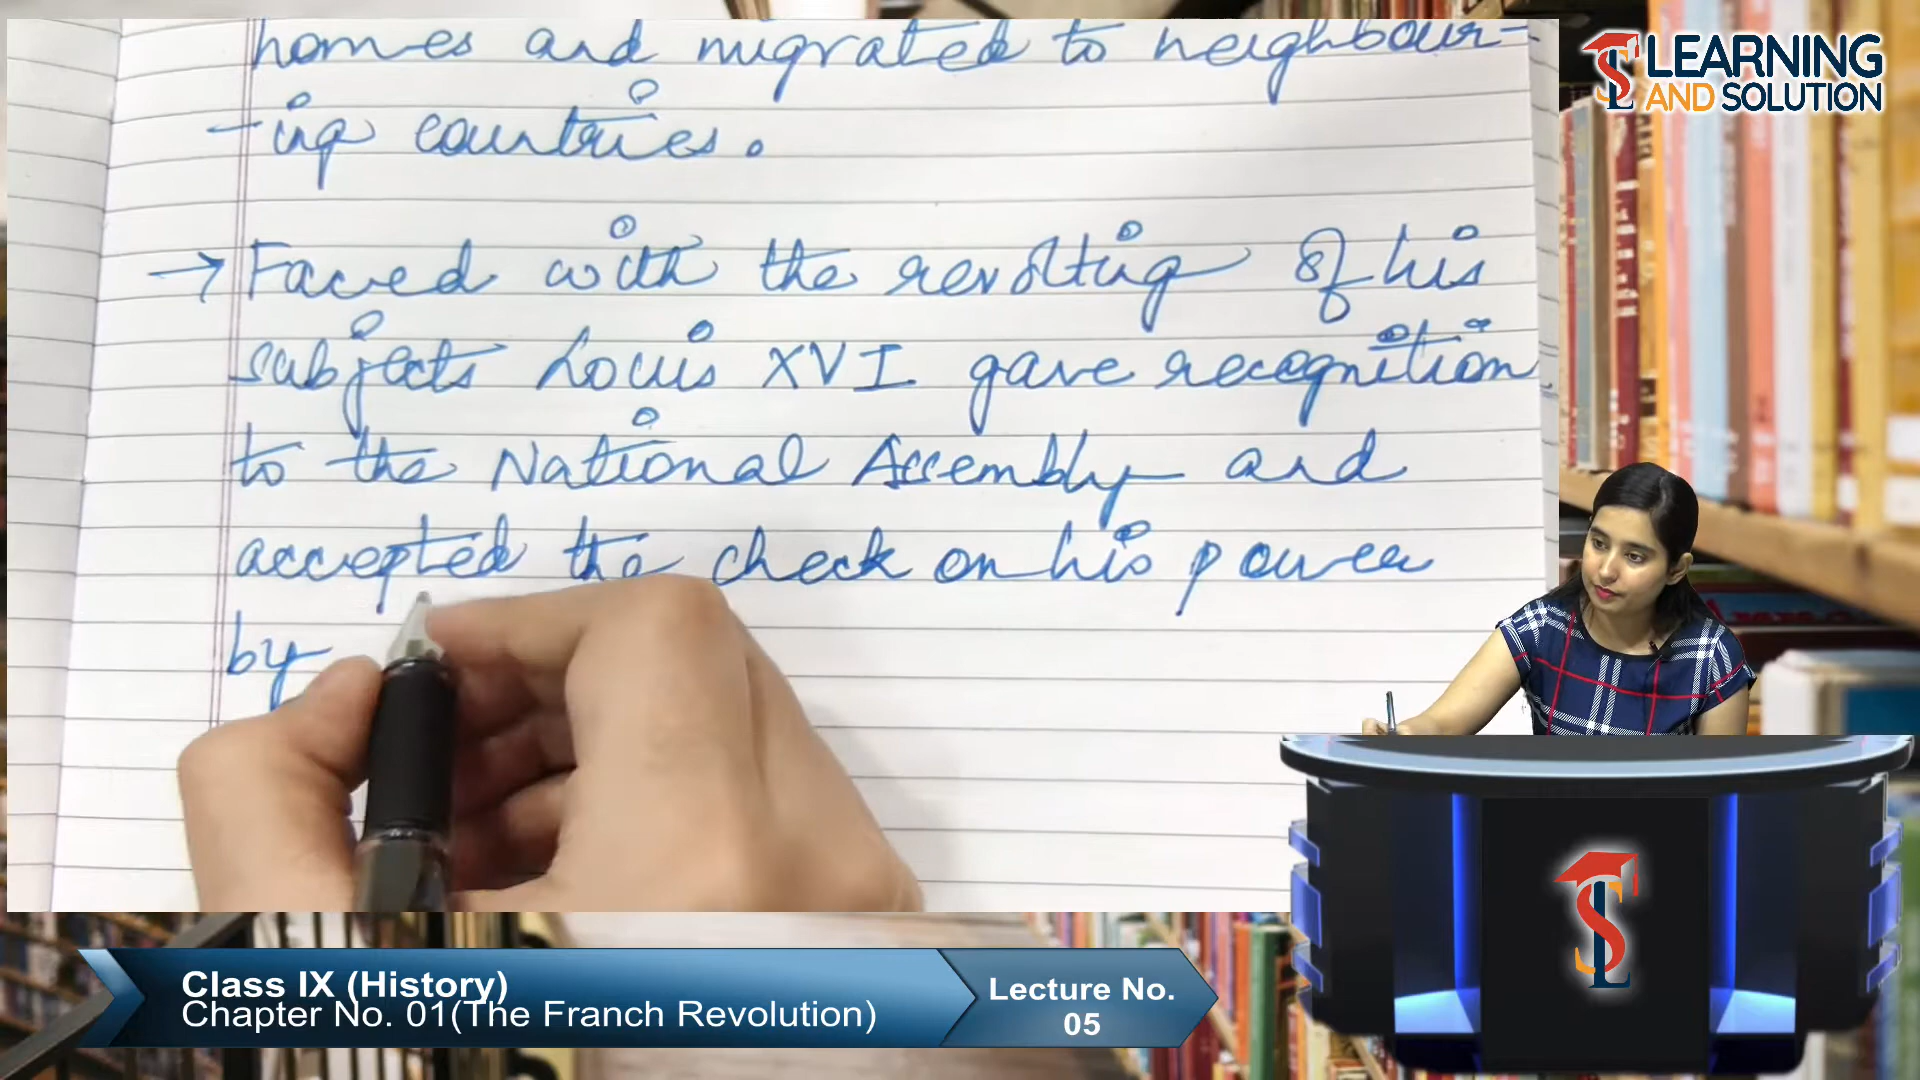 homes and migrated to neighbour-
-ing countries.
→ Faced with the revolting of his
subjects Louis XVI gave recognition
to the National Assembly and
accepted the check on his power
by
LEARNING
AND SOLUTION
Class IX (History)
Chapter No. 01(The Franch Revolution)
Lecture No.
05